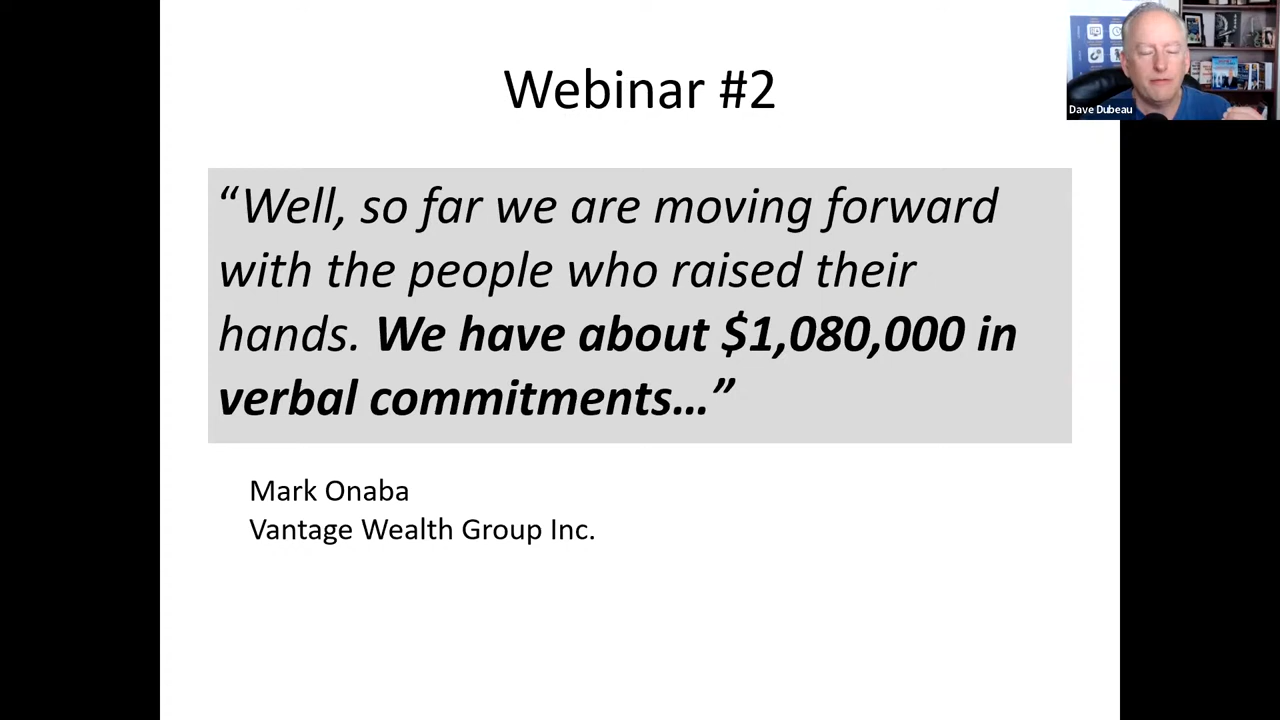 Webinar #2
“Well, so far we are moving forward
with the people who raised their
hands. We have about $1,080,000 in
verbal commitments…”
Mark Onaba
Vantage Wealth Group Inc.
Dave Dubeau